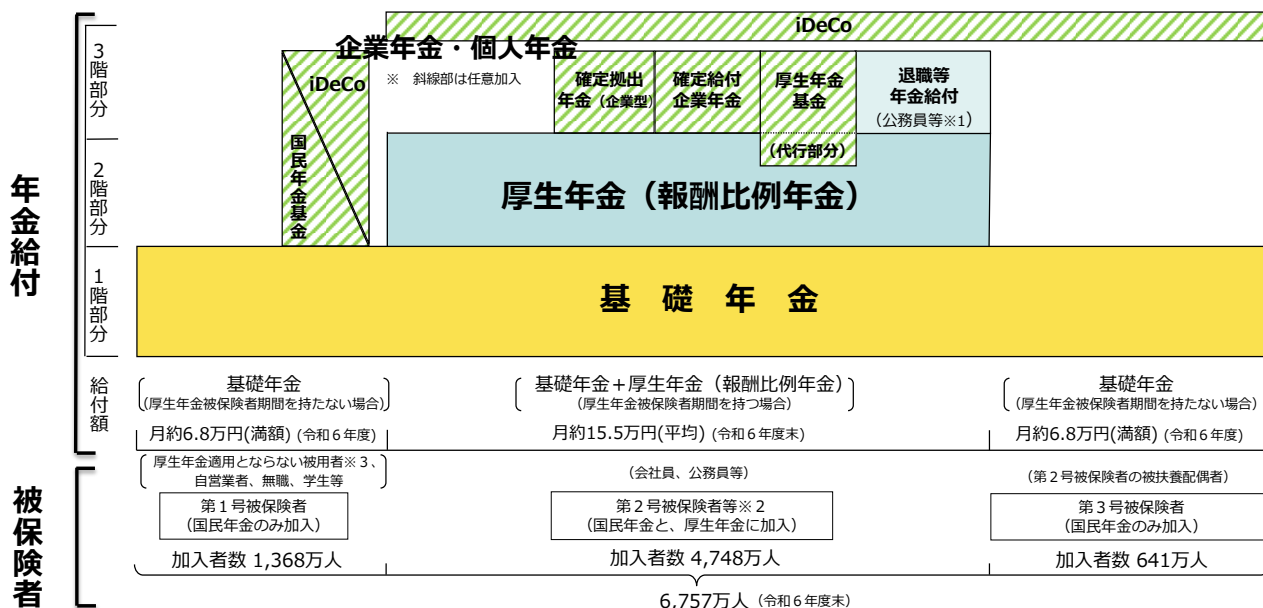 iDeCo
企業年金・個人年金
※ 斜線部は任意加入
3階部分
iDeCo
国民年金基金
確定拠出
年金（企業型）
確定給付
企業年金
厚生年金
基金
（代行部分）
退職等
年金給付
（公務員等※1）
年金給付
2階部分
厚生年金（報酬比例年金）
1階部分
基 礎 年 金
給付額
基礎年金
（厚生年金被保険者期間を持たない場合）
月約6.8万円(満額) (令和６年度)
基礎年金＋厚生年金（報酬比例年金）
（厚生年金被保険者期間を持つ場合）
月約15.5万円(平均) (令和６年度末)
基礎年金
（厚生年金被保険者期間を持たない場合）
月約6.8万円(満額) (令和６年度)
被保険者
厚生年金適用とならない被用者※３、
自営業者、無職、学生等
第１号被保険者
（国民年金のみ加入）
加入者数 1,368万人
（会社員、公務員等）
第２号被保険者等※２
（国民年金と、厚生年金に加入）
加入者数 4,748万人
（第２号被保険者の被扶養配偶者）
第３号被保険者
（国民年金のみ加入）
加入者数 641万人
6,757万人 (令和６年度末)